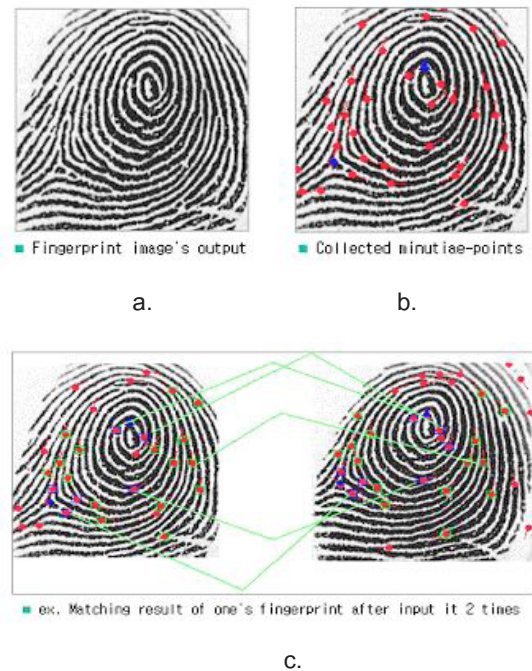 Fingerprint image's output
Collected minutiae-points
a.
b.
ex. Matching result of one's fingerprint after input it 2 times
c.